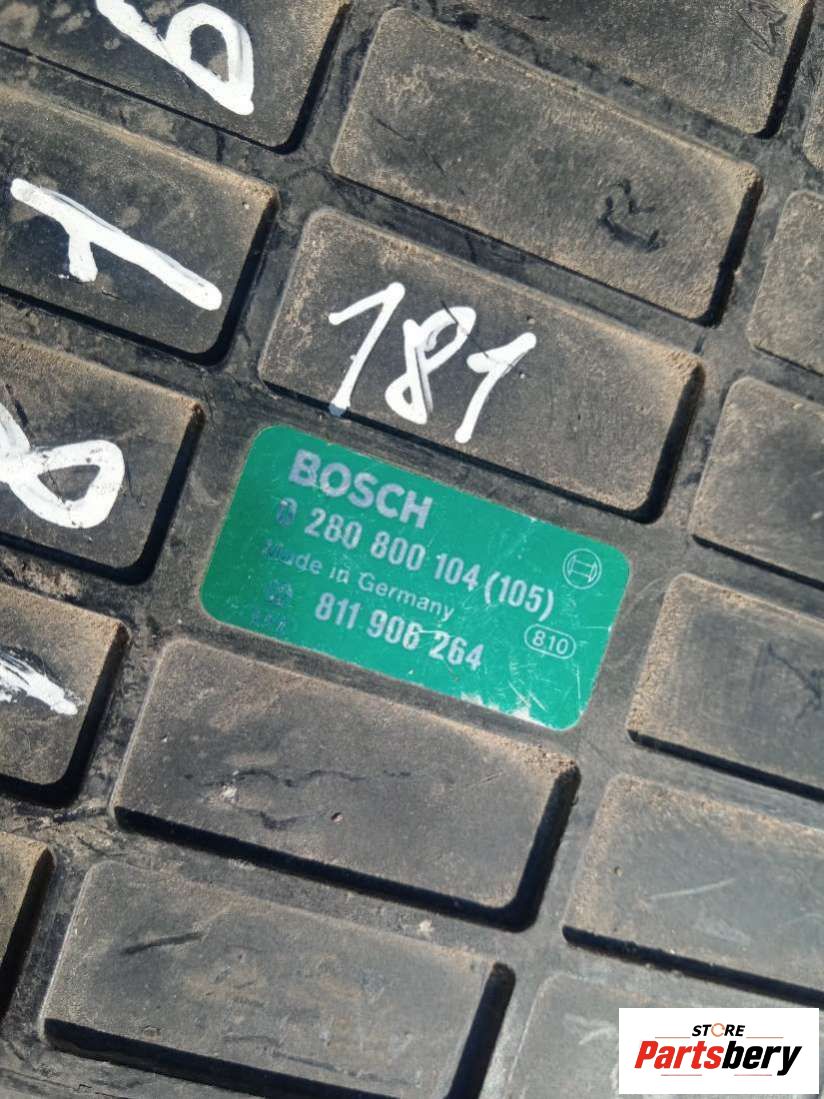 181
BOSCH
0 280 800 104 (105)
Made in Germany
811 906 264
810
STORE
Partsbery